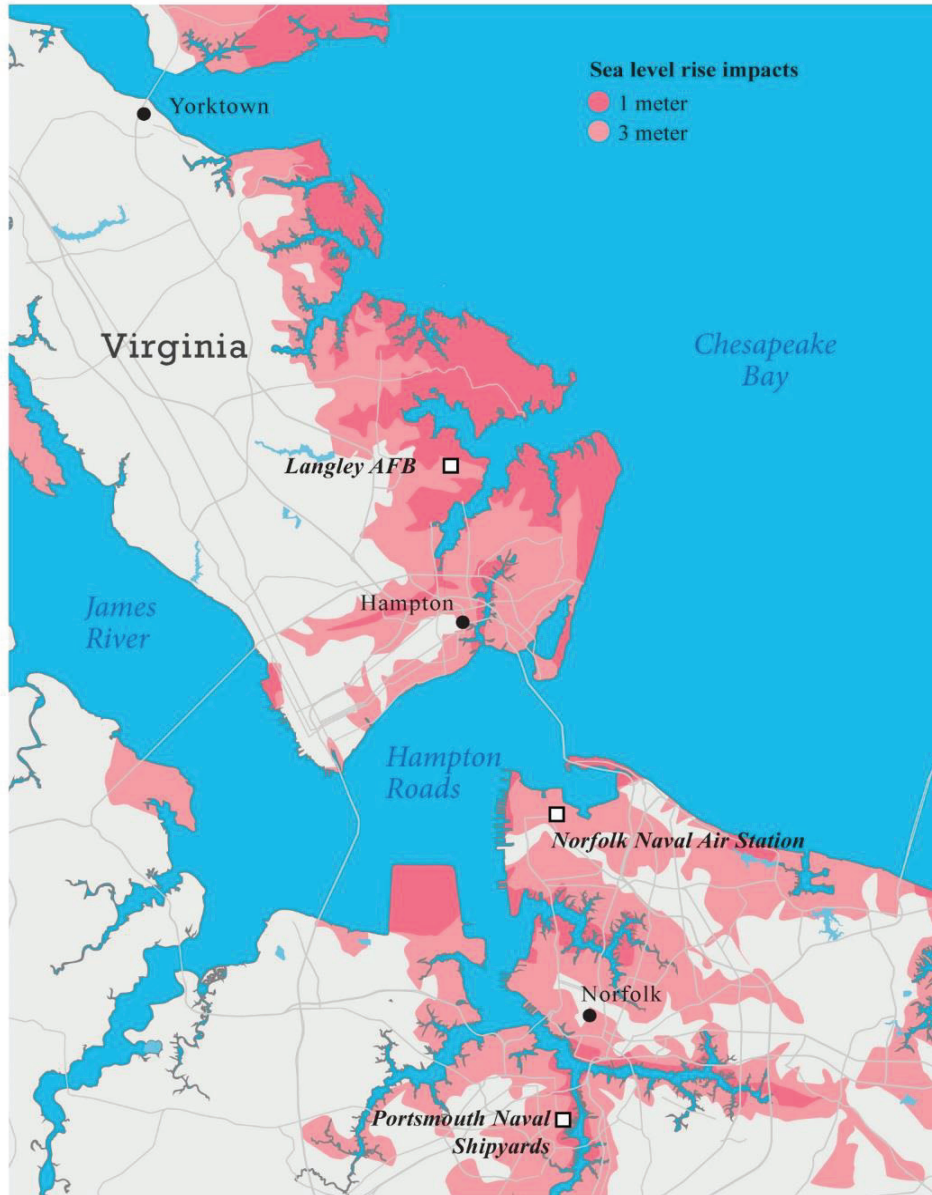 Sea level rise impacts
1 meter
3 meter
Yorktown
Virginia
Chesapeake
Bay
Langley AFB
James
River
Hampton
Hampton
Roads
Norfolk Naval Air Station
Norfolk
Portsmouth Naval
Shipyards